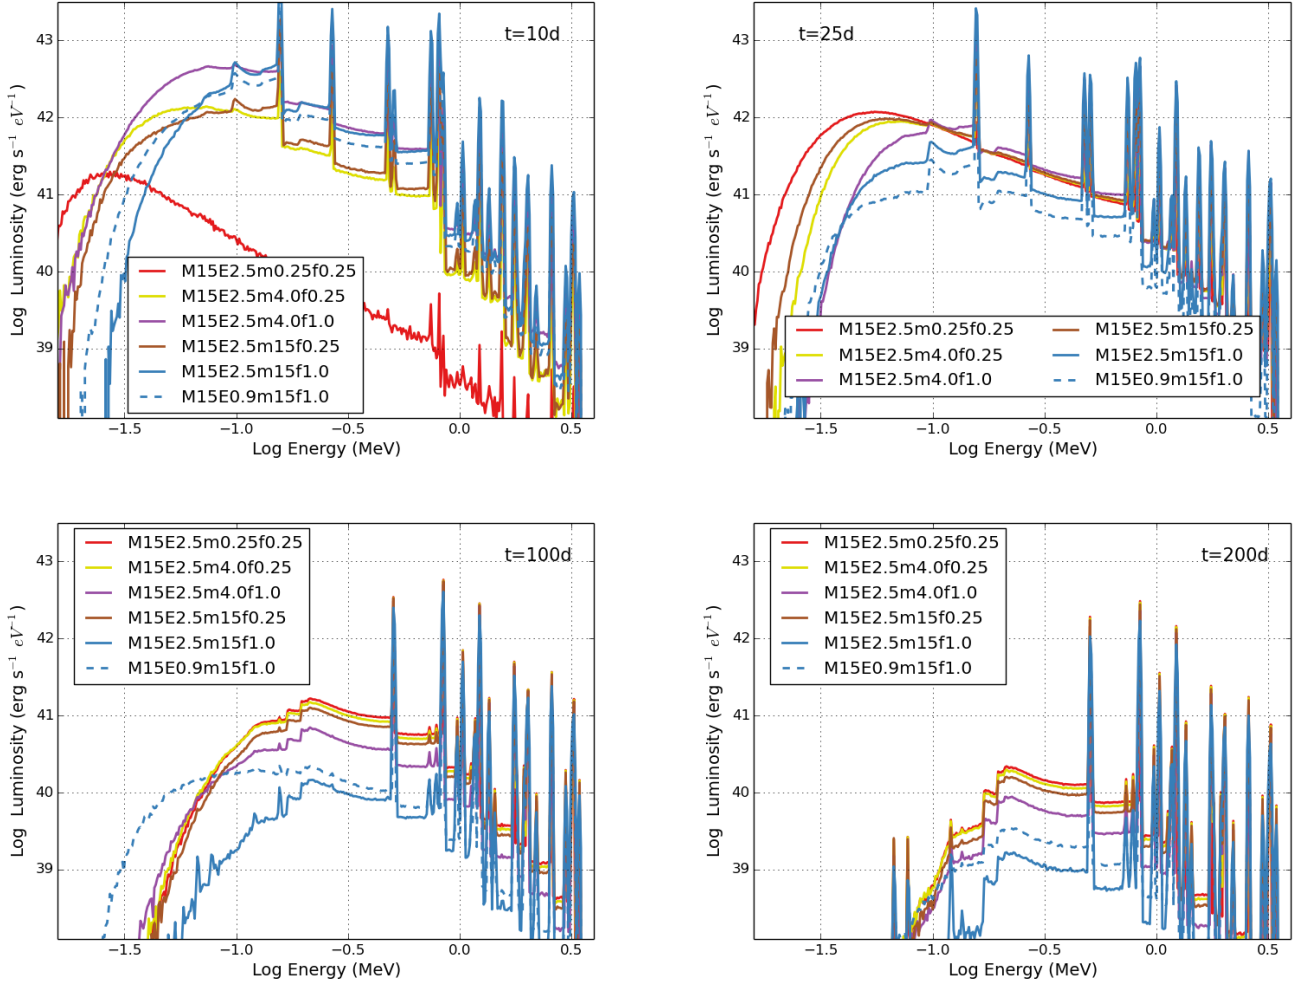 t=10d
43
42
41
40
39
Log Luminosity (erg s⁻¹ eV⁻¹)
M15E2.5m0.25f0.25
M15E2.5m4.0f0.25
M15E2.5m4.0f1.0
M15E2.5m15f0.25
M15E2.5m15f1.0
M15E0.9m15f1.0
−1.5 −1.0 −0.5 0.0 0.5
Log Energy (MeV)
t=25d
43
42
41
40
39
Log Luminosity (erg s⁻¹ eV⁻¹)
M15E2.5m0.25f0.25 M15E2.5m15f0.25
M15E2.5m4.0f0.25 M15E2.5m15f1.0
M15E2.5m4.0f1.0 M15E0.9m15f1.0
−1.5 −1.0 −0.5 0.0 0.5
Log Energy (MeV)
t=100d
43
42
41
40
39
Log Luminosity (erg s⁻¹ eV⁻¹)
M15E2.5m0.25f0.25
M15E2.5m4.0f0.25
M15E2.5m4.0f1.0
M15E2.5m15f0.25
M15E2.5m15f1.0
M15E0.9m15f1.0
−1.5 −1.0 −0.5 0.0 0.5
Log Energy (MeV)
t=200d
43
42
41
40
39
Log Luminosity (erg s⁻¹ eV⁻¹)
M15E2.5m0.25f0.25
M15E2.5m4.0f0.25
M15E2.5m4.0f1.0
M15E2.5m15f0.25
M15E2.5m15f1.0
M15E0.9m15f1.0
−1.5 −1.0 −0.5 0.0 0.5
Log Energy (MeV)